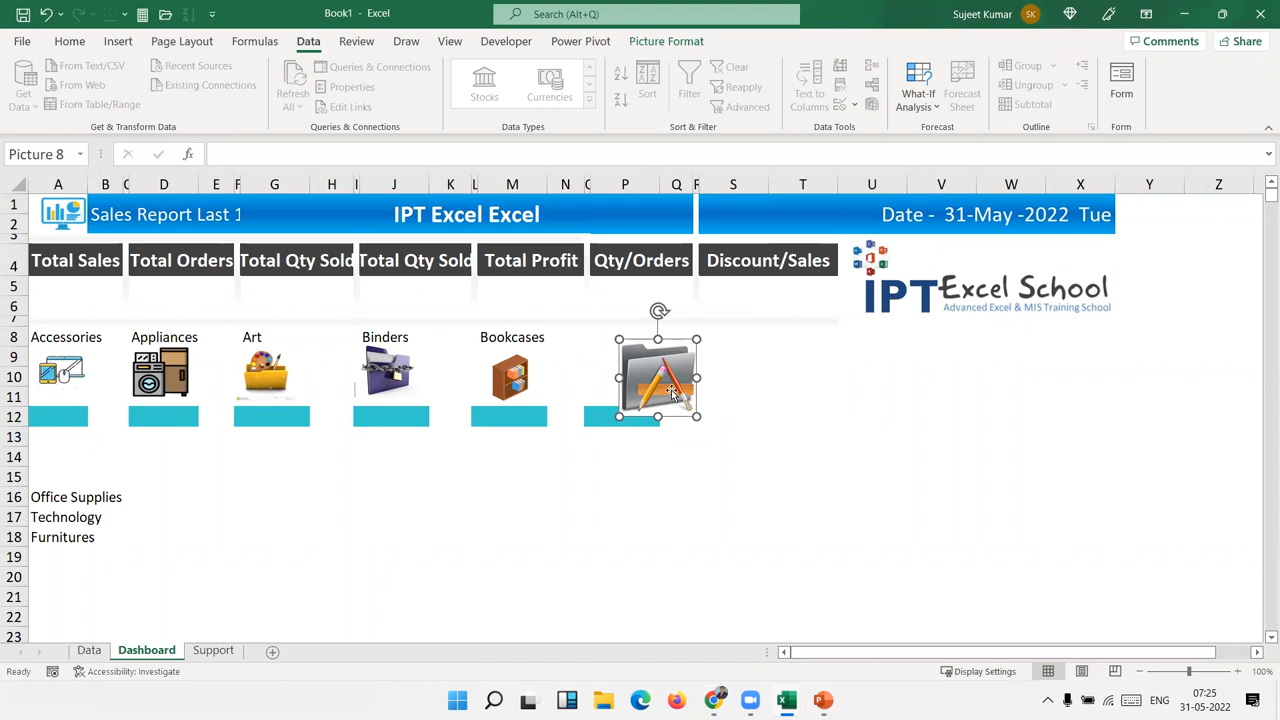 Book1 - Excel
Search (Alt+Q)
Sujeet Kumar
SK
File
Home
Insert
Page Layout
Formulas
Data
Review
View
Draw
Developer
Power Pivot
Picture Format
Comments
Share
Get
Data
From Text/CSV
From Web
From Table/Range
Recent Sources
Existing Connections
Get & Transform Data
Refresh
All
Queries & Connections
Properties
Edit Links
Queries & Connections
Stocks
Currencies
Data Types
Sort
Filter
Clear
Reapply
Advanced
Sort & Filter
Text to
Columns
Data Tools
What-If
Analysis
Forecast
Sheet
Forecast
Group
Ungroup
Subtotal
Outline
Form
Form
Picture 8
fx
A B C D E F G H I J K L M N O P Q R S T U V W X Y Z
1
2
3
4
5
6
7
8
9
10
11
12
13
14
15
16
17
18
19
20
21
22
23
Sales Report Last 1
IPT Excel Excel
Date - 31-May -2022 Tue
Total Sales
Total Orders
Total Qty Sold
Total Qty Sold
Total Profit
Qty/Orders
Discount/Sales
IPT Excel School
Advanced Excel & MIS Training School
Accessories
Appliances
Art
Binders
Bookcases
Office Supplies
Technology
Furnitures
Data
Dashboard
Support
Ready
Accessibility: Investigate
Display Settings
100%
ENG
07:25
31-05-2022